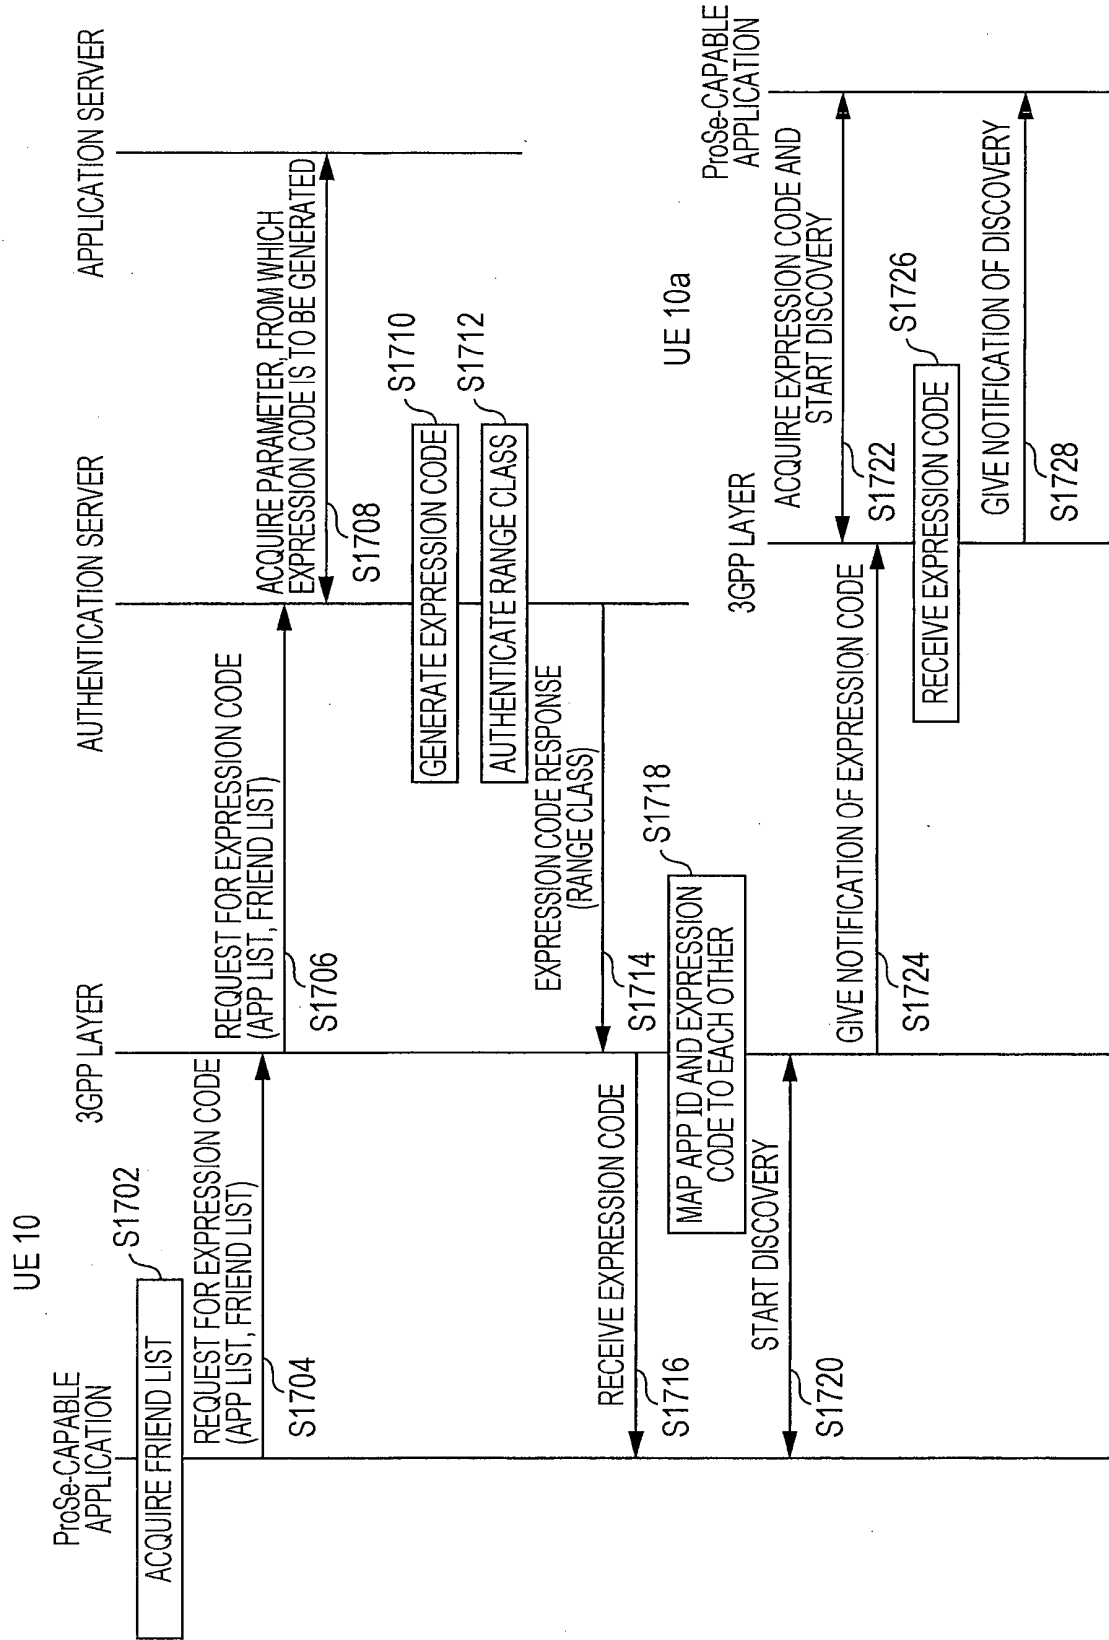 UE 10
ProSe-CAPABLE
APPLICATION
3GPP LAYER
AUTHENTICATION SERVER
APPLICATION SERVER
ACQUIRE FRIEND LIST
S1702
REQUEST FOR EXPRESSION CODE
(APP LIST, FRIEND LIST)
S1704
REQUEST FOR EXPRESSION CODE
(APP LIST, FRIEND LIST)
S1706
ACQUIRE PARAMETER, FROM WHICH
EXPRESSION CODE IS TO BE GENERATED
S1708
GENERATE EXPRESSION CODE
S1710
AUTHENTICATE RANGE CLASS
S1712
EXPRESSION CODE RESPONSE
(RANGE CLASS)
S1714
RECEIVE EXPRESSION CODE
S1716
MAP APP ID AND EXPRESSION
CODE TO EACH OTHER
S1718
START DISCOVERY
S1720
UE 10a
3GPP LAYER
ProSe-CAPABLE
APPLICATION
ACQUIRE EXPRESSION CODE AND
START DISCOVERY
S1722
GIVE NOTIFICATION OF EXPRESSION CODE
S1724
RECEIVE EXPRESSION CODE
S1726
GIVE NOTIFICATION OF DISCOVERY
S1728